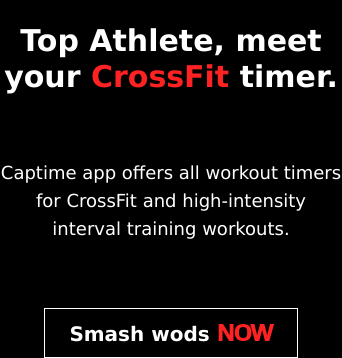 Top Athlete, meet
your CrossFit timer.
Captime app offers all workout timers
for CrossFit and high-intensity
interval training workouts.
Smash wods NOW